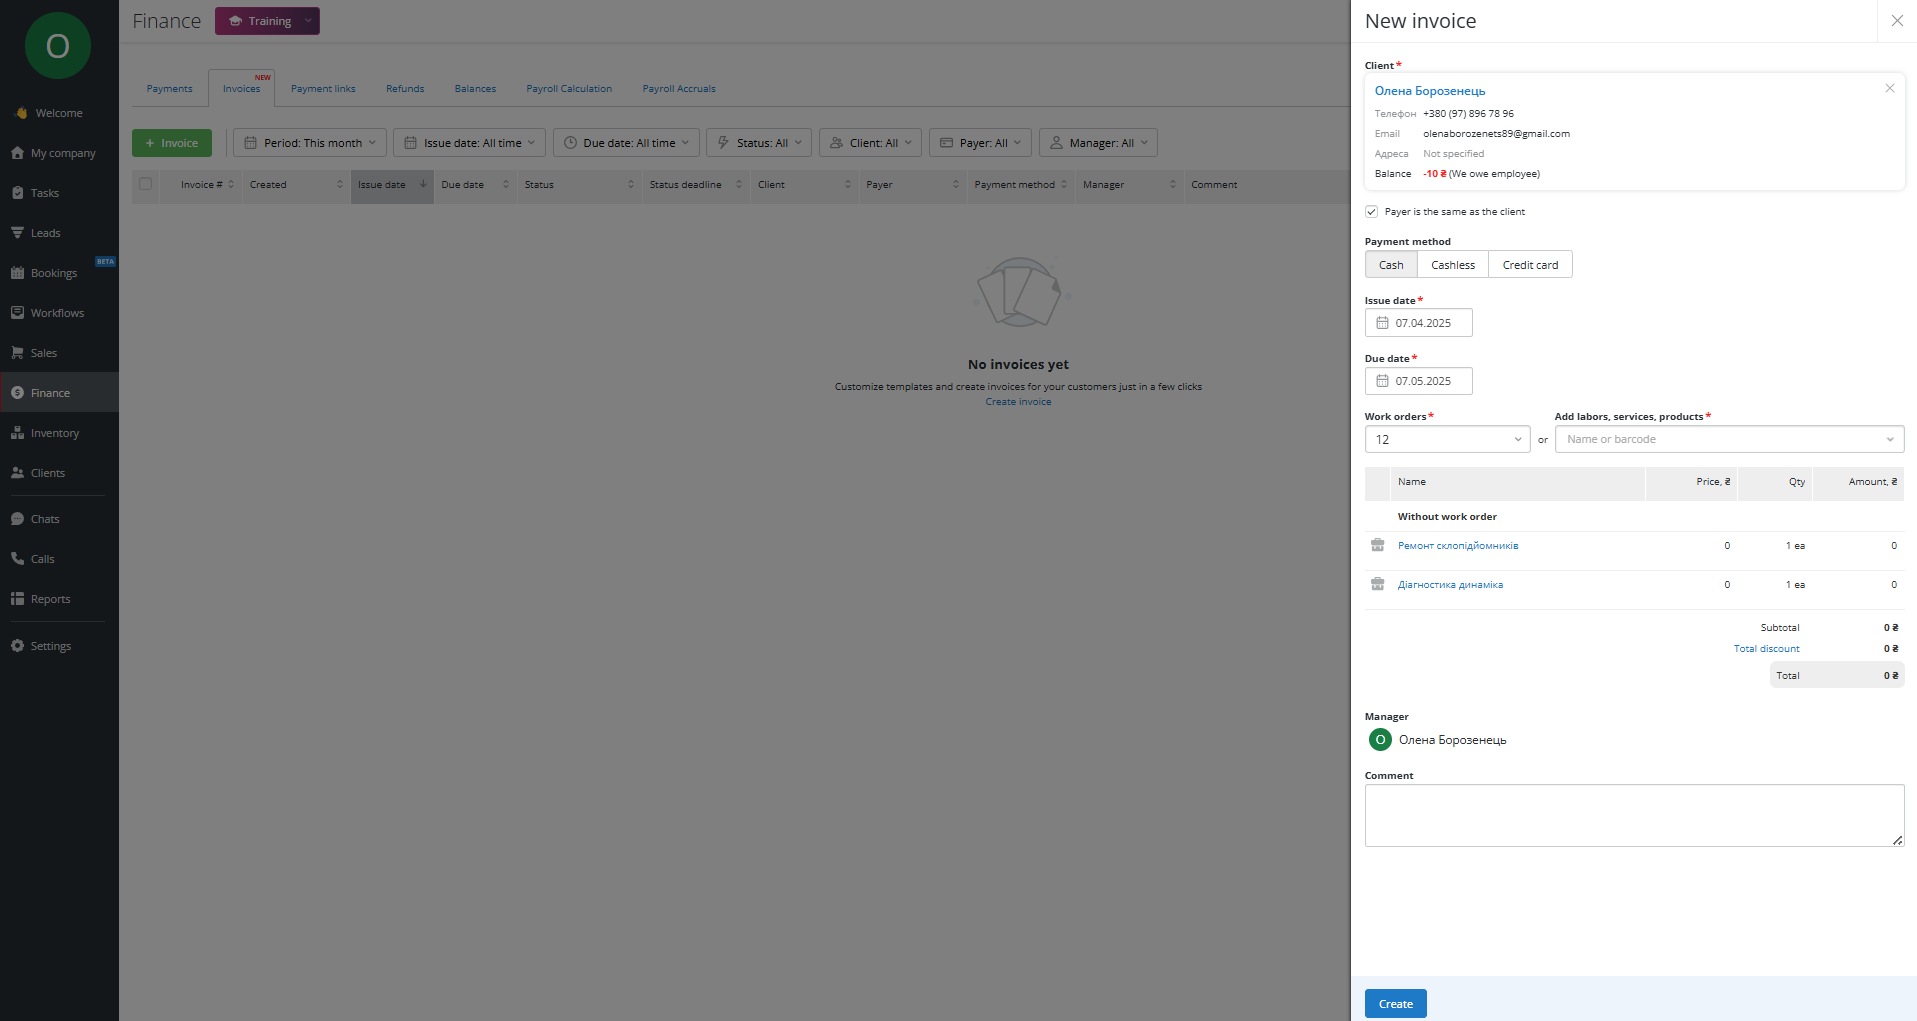 O
Welcome
My company
Tasks
Leads
BETA
Bookings
Workflows
Sales
Finance
Inventory
Clients
Chats
Calls
Reports
Settings
Finance
Training
Payments
Invoices
NEW
Payment links
Refunds
Balances
Payroll Calculation
Payroll Accruals
+ Invoice
Period: This month
Issue date: All time
Due date: All time
Status: All
Client: All
Payer: All
Manager: All
Invoice # Created Issue date Due date Status Status deadline Client Payer Payment method Manager Comment
No invoices yet
Customize templates and create invoices for your customers just in a few clicks
Create invoice
New invoice
Client*
Олена Борозенець
Телефон +380 (97) 896 78 96
Email olenaborozenets89@gmail.com
Адреса Not specified
Balance -10 ₴ (We owe employee)
Payer is the same as the client
Payment method
Cash Cashless Credit card
Issue date*
07.04.2025
Due date*
07.05.2025
Work orders* Add labors, services, products*
12 or Name or barcode
Name Price, ₴ Qty Amount, ₴
Without work order
Ремонт склопідйомників 0 1 ea 0
Діагностика динаміка 0 1 ea 0
Subtotal 0 ₴
Total discount 0 ₴
Total 0 ₴
Manager
O Олена Борозенець
Comment
Create